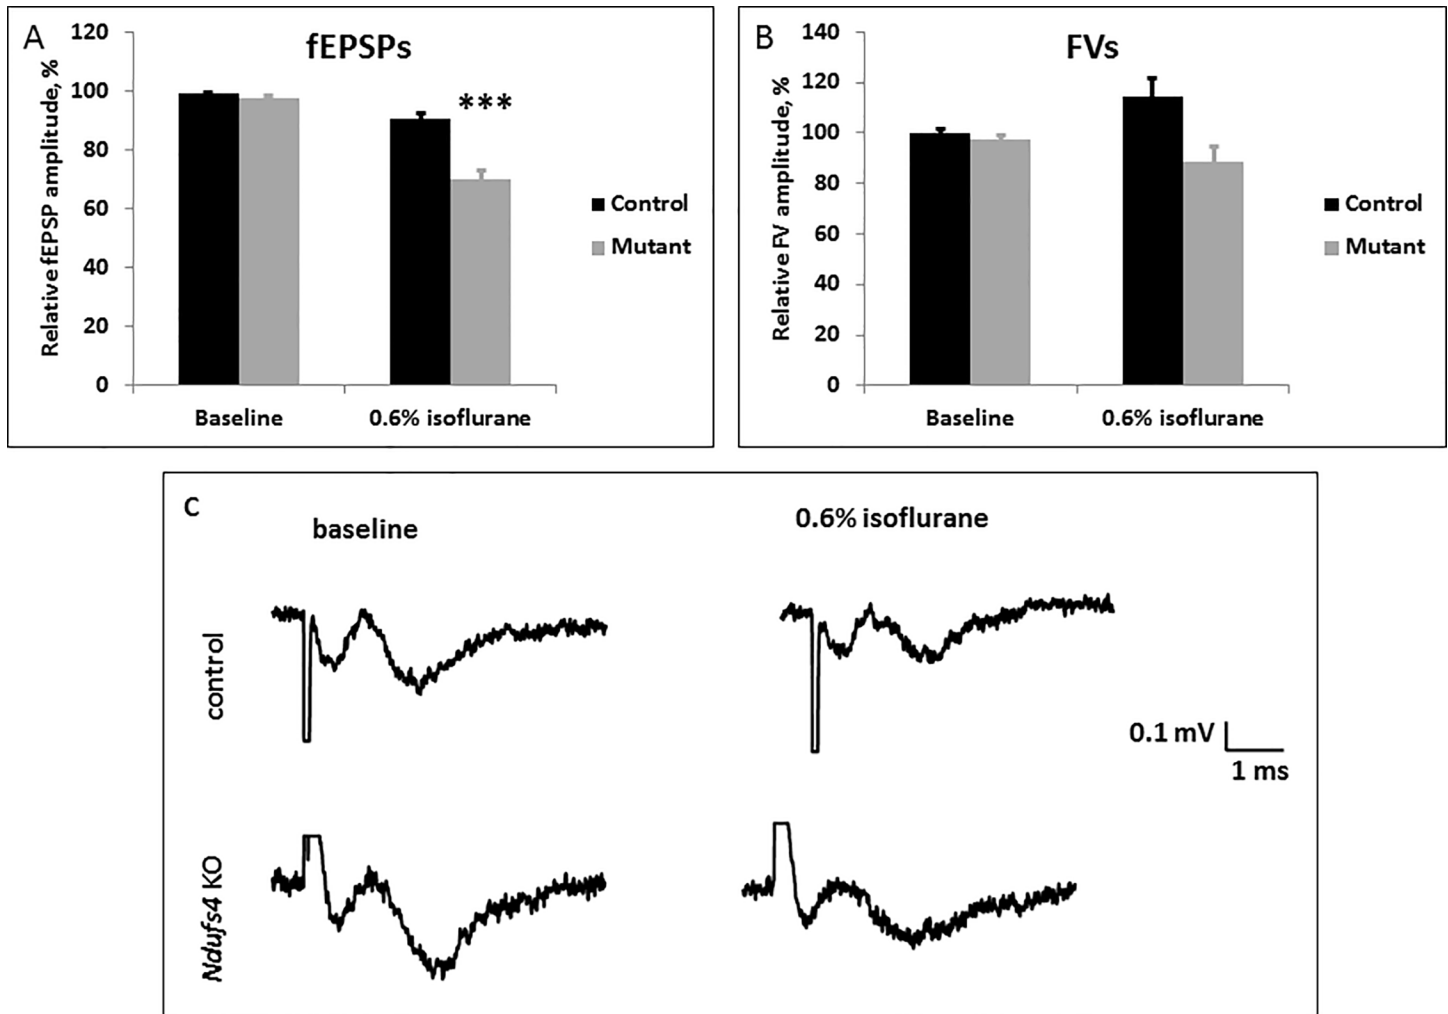 A
fEPSPs
Relative fEPSP amplitude, %
120
100
80
60
40
20
0
***
Baseline
0.6% isoflurane
Control
Mutant
B
FVs
Relative FV amplitude, %
140
120
100
80
60
40
20
0
Baseline
0.6% isoflurane
Control
Mutant
C
baseline
0.6% isoflurane
control
0.1 mV
1 ms
Ndufs4 KO